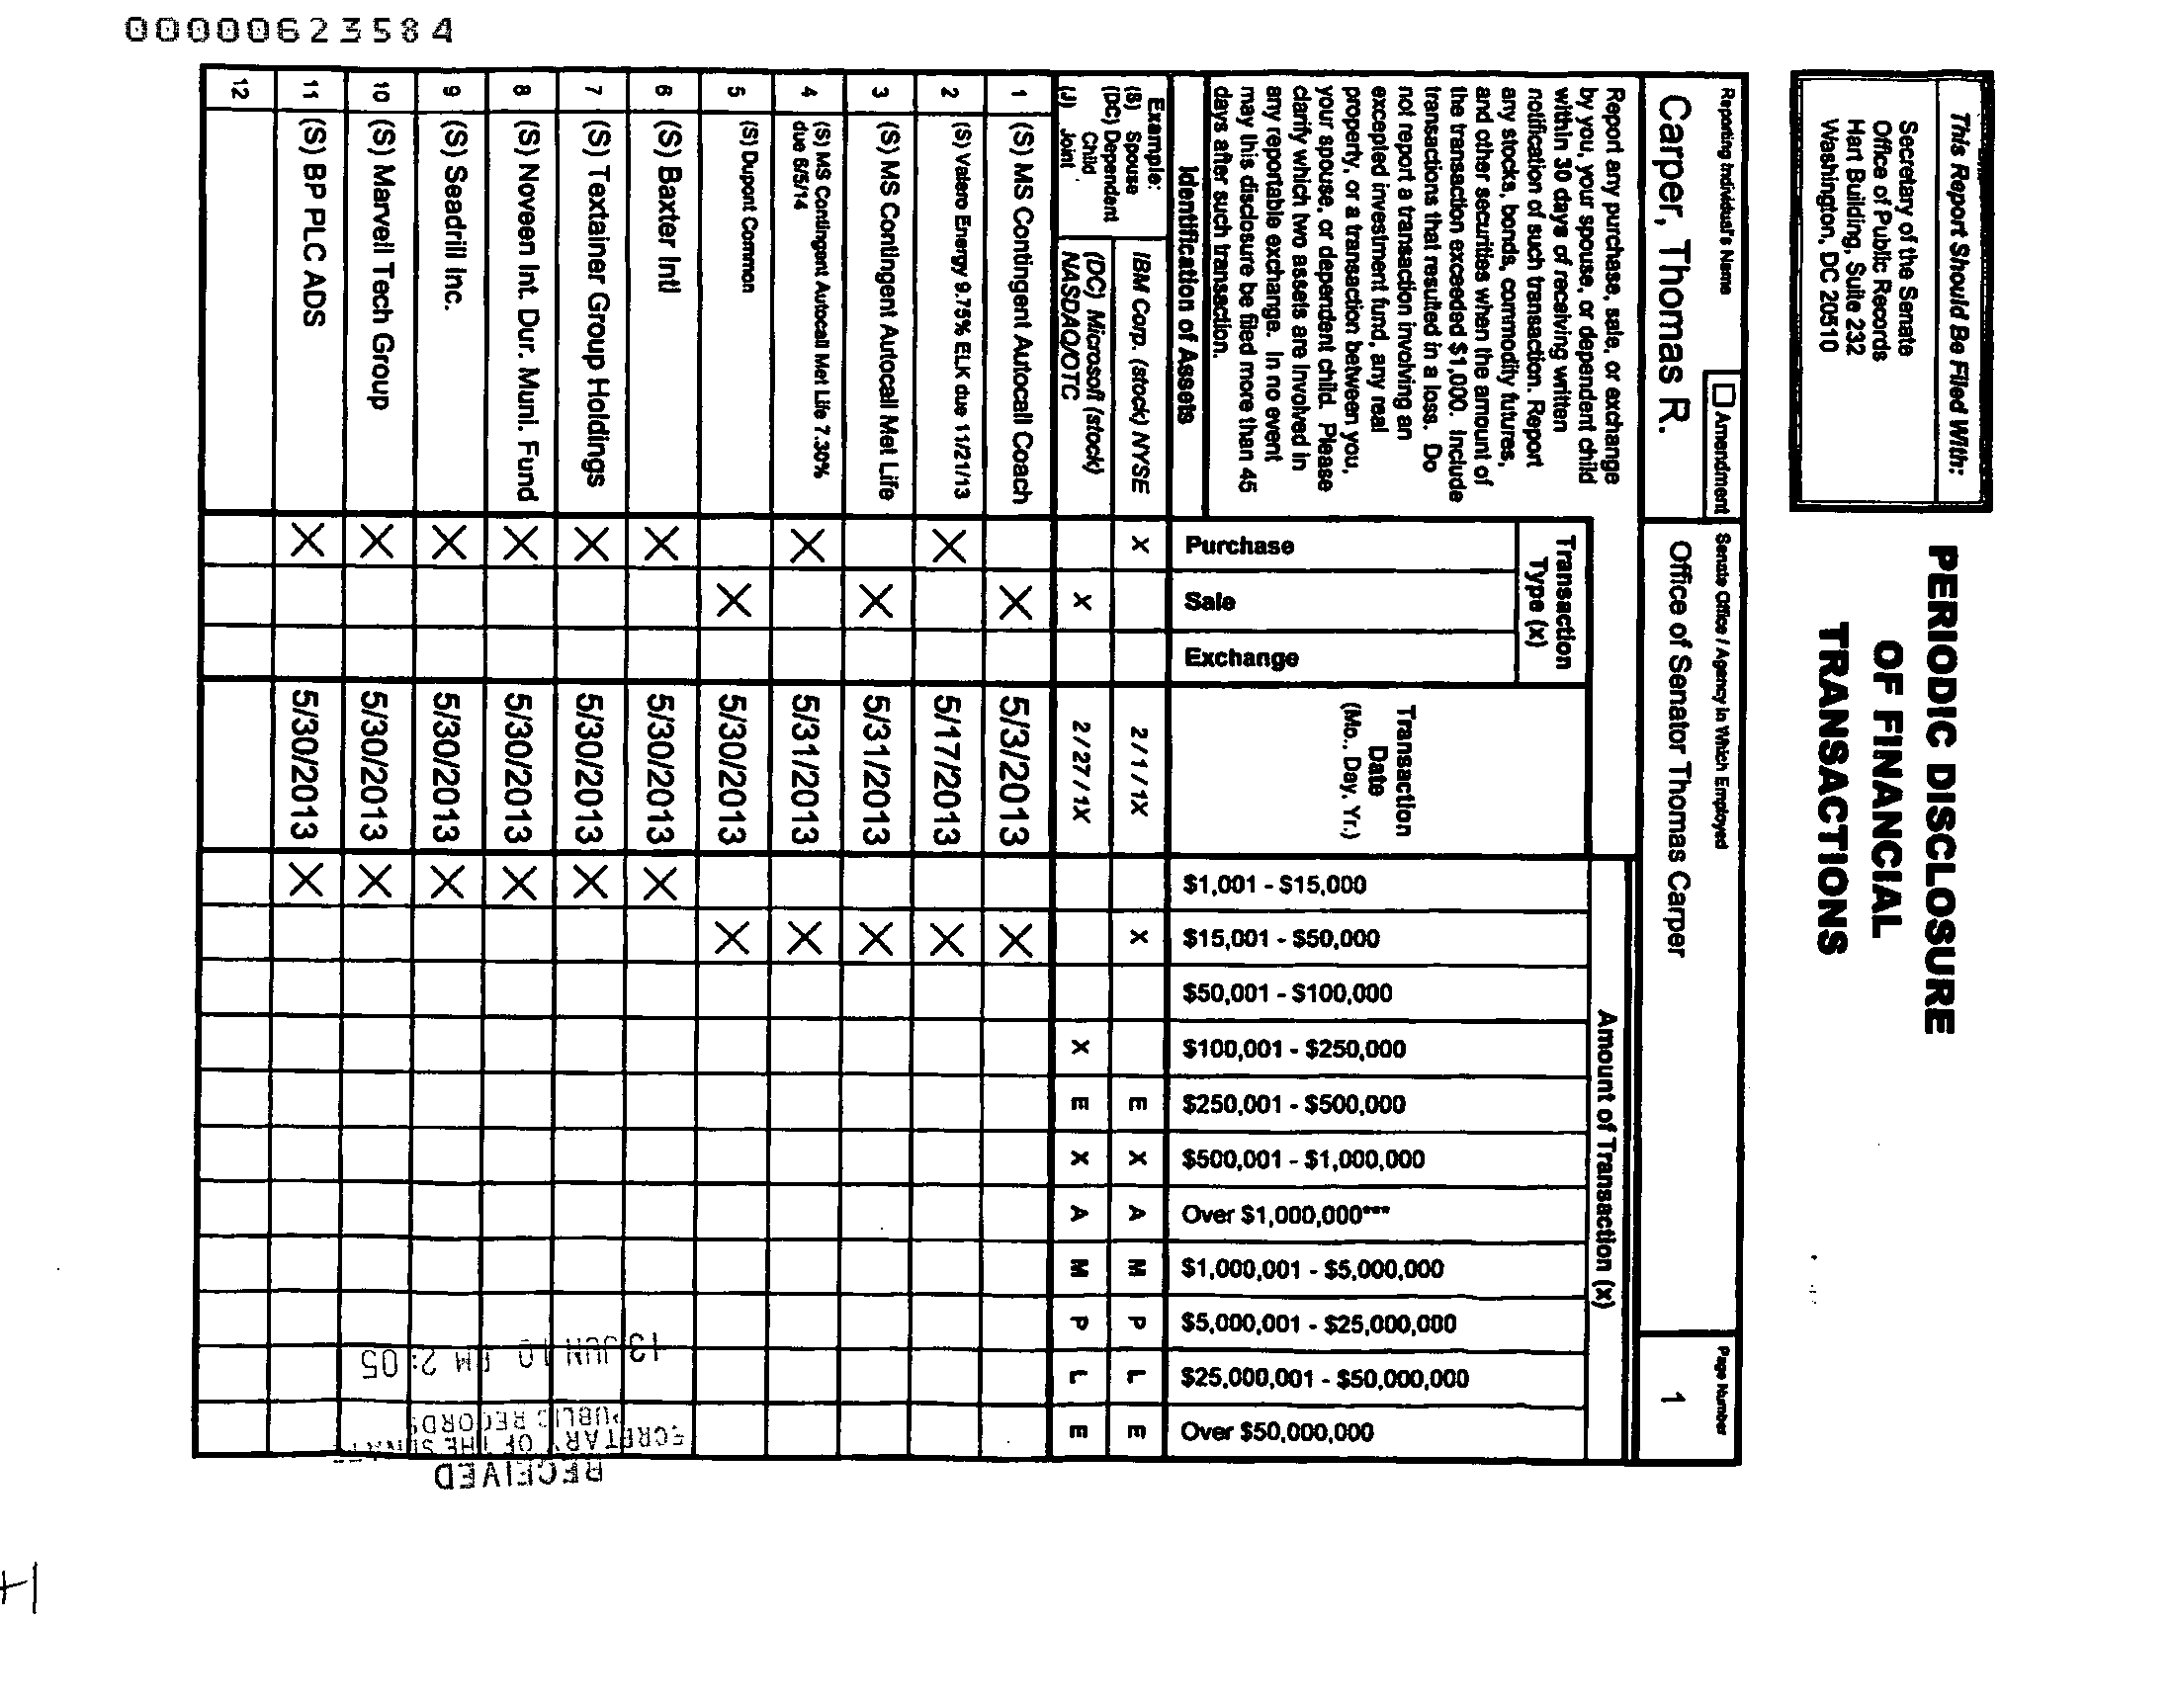 00000623584
This Report Should Be Filed With:
Secretary of the Senate
Office of Public Records
Hart Building, Suite 232
Washington, DC 20510
PERIODIC DISCLOSURE
OF FINANCIAL
TRANSACTIONS
Reporting Individual's Name
Amendment
Senate Office / Agency in Which Employed
Page Number
Carper, Thomas R.
Office of Senator Thomas Carper
1
Report any purchase, sale, or exchange
by you, your spouse, or dependent child
within 30 days of receiving written
notification of such transaction. Report
any stocks, bonds, commodity futures,
and other securities when the amount of
the transaction exceeded $1,000. Include
transactions that resulted in a loss. Do
not report a transaction involving an
excepted investment fund, any real
property, or a transaction between you,
your spouse, or dependent child. Please
clarify which two assets are involved in
any reportable exchange. In no event
may this disclosure be filed more than 45
days after such transaction.
Identification of Assets
Transaction
Type (x)
Purchase
Sale
Exchange
Transaction
Date
(Mo., Day, Yr.)
Amount of Transaction (x)
$1,001 - $15,000
$15,001 - $50,000
$50,001 - $100,000
$100,001 - $250,000
$250,001 - $500,000
$500,001 - $1,000,000
Over $1,000,000***
$1,000,001 - $5,000,000
$5,000,001 - $25,000,000
$25,000,001 - $50,000,000
Over $50,000,000
Example:
(S) Spouse
(DC) Dependent
Child
(J) Joint
IBM Corp. (stock) NYSE X 2 / 1 / 1X X E X A M P L E
(DC) Microsoft (stock)
NASDAQ/OTC X 2 / 27 / 1X X E X A M P L E
1 (S) MS Contingent Autocall Coach X 5/3/2013 X
2 (S) Valero Energy 9.75% ELK due 11/21/13 X 5/17/2013 X
3 (S) MS Contingent Autocall Met Life X 5/31/2013 X
4 (S) MS Contingent Autocall Met Life 7.30%
due 6/5/14 X 5/31/2013 X
5 (S) Dupont Common X 5/30/2013 X
6 (S) Baxter Intl X 5/30/2013 X
7 (S) Textainer Group Holdings X 5/30/2013 X
8 (S) Noveen Int. Dur. Muni. Fund X 5/30/2013 X
9 (S) Seadrill Inc. X 5/30/2013 X
10 (S) Marvell Tech Group X 5/30/2013 X
11 (S) BP PLC ADS X 5/30/2013 X
12
RECEIVED
SECRETARY OF THE SENATE
PUBLIC RECORDS
13 JUN 10 PM 2:05